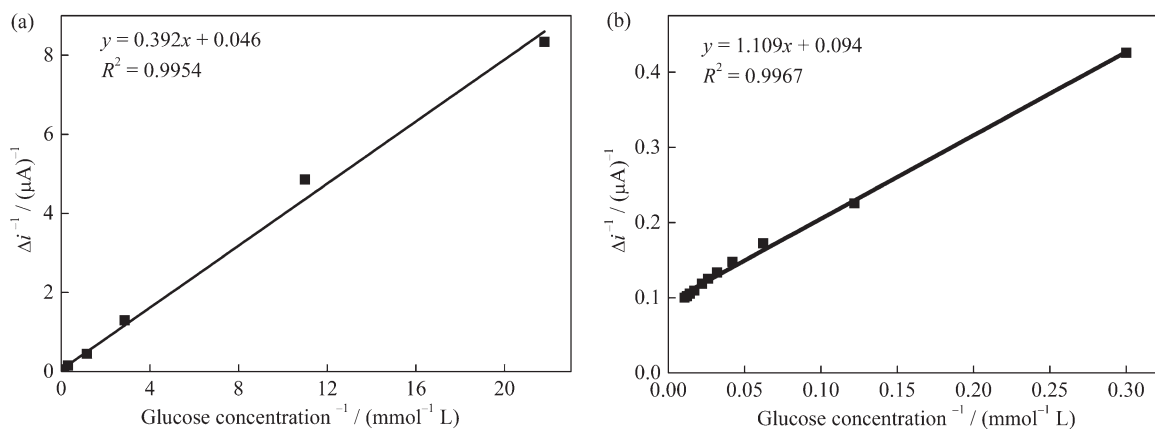 (a)
y = 0.392x + 0.046
R² = 0.9954
8
6
4
2
0
Δi⁻¹ / (μA)⁻¹
0 4 8 12 16 20
Glucose concentration ⁻¹ / (mmol⁻¹ L)
(b)
y = 1.109x + 0.094
R² = 0.9967
0.4
0.3
0.2
0.1
0.0
Δi⁻¹ / (μA)⁻¹
0.00 0.05 0.10 0.15 0.20 0.25 0.30
Glucose concentration ⁻¹ / (mmol⁻¹ L)